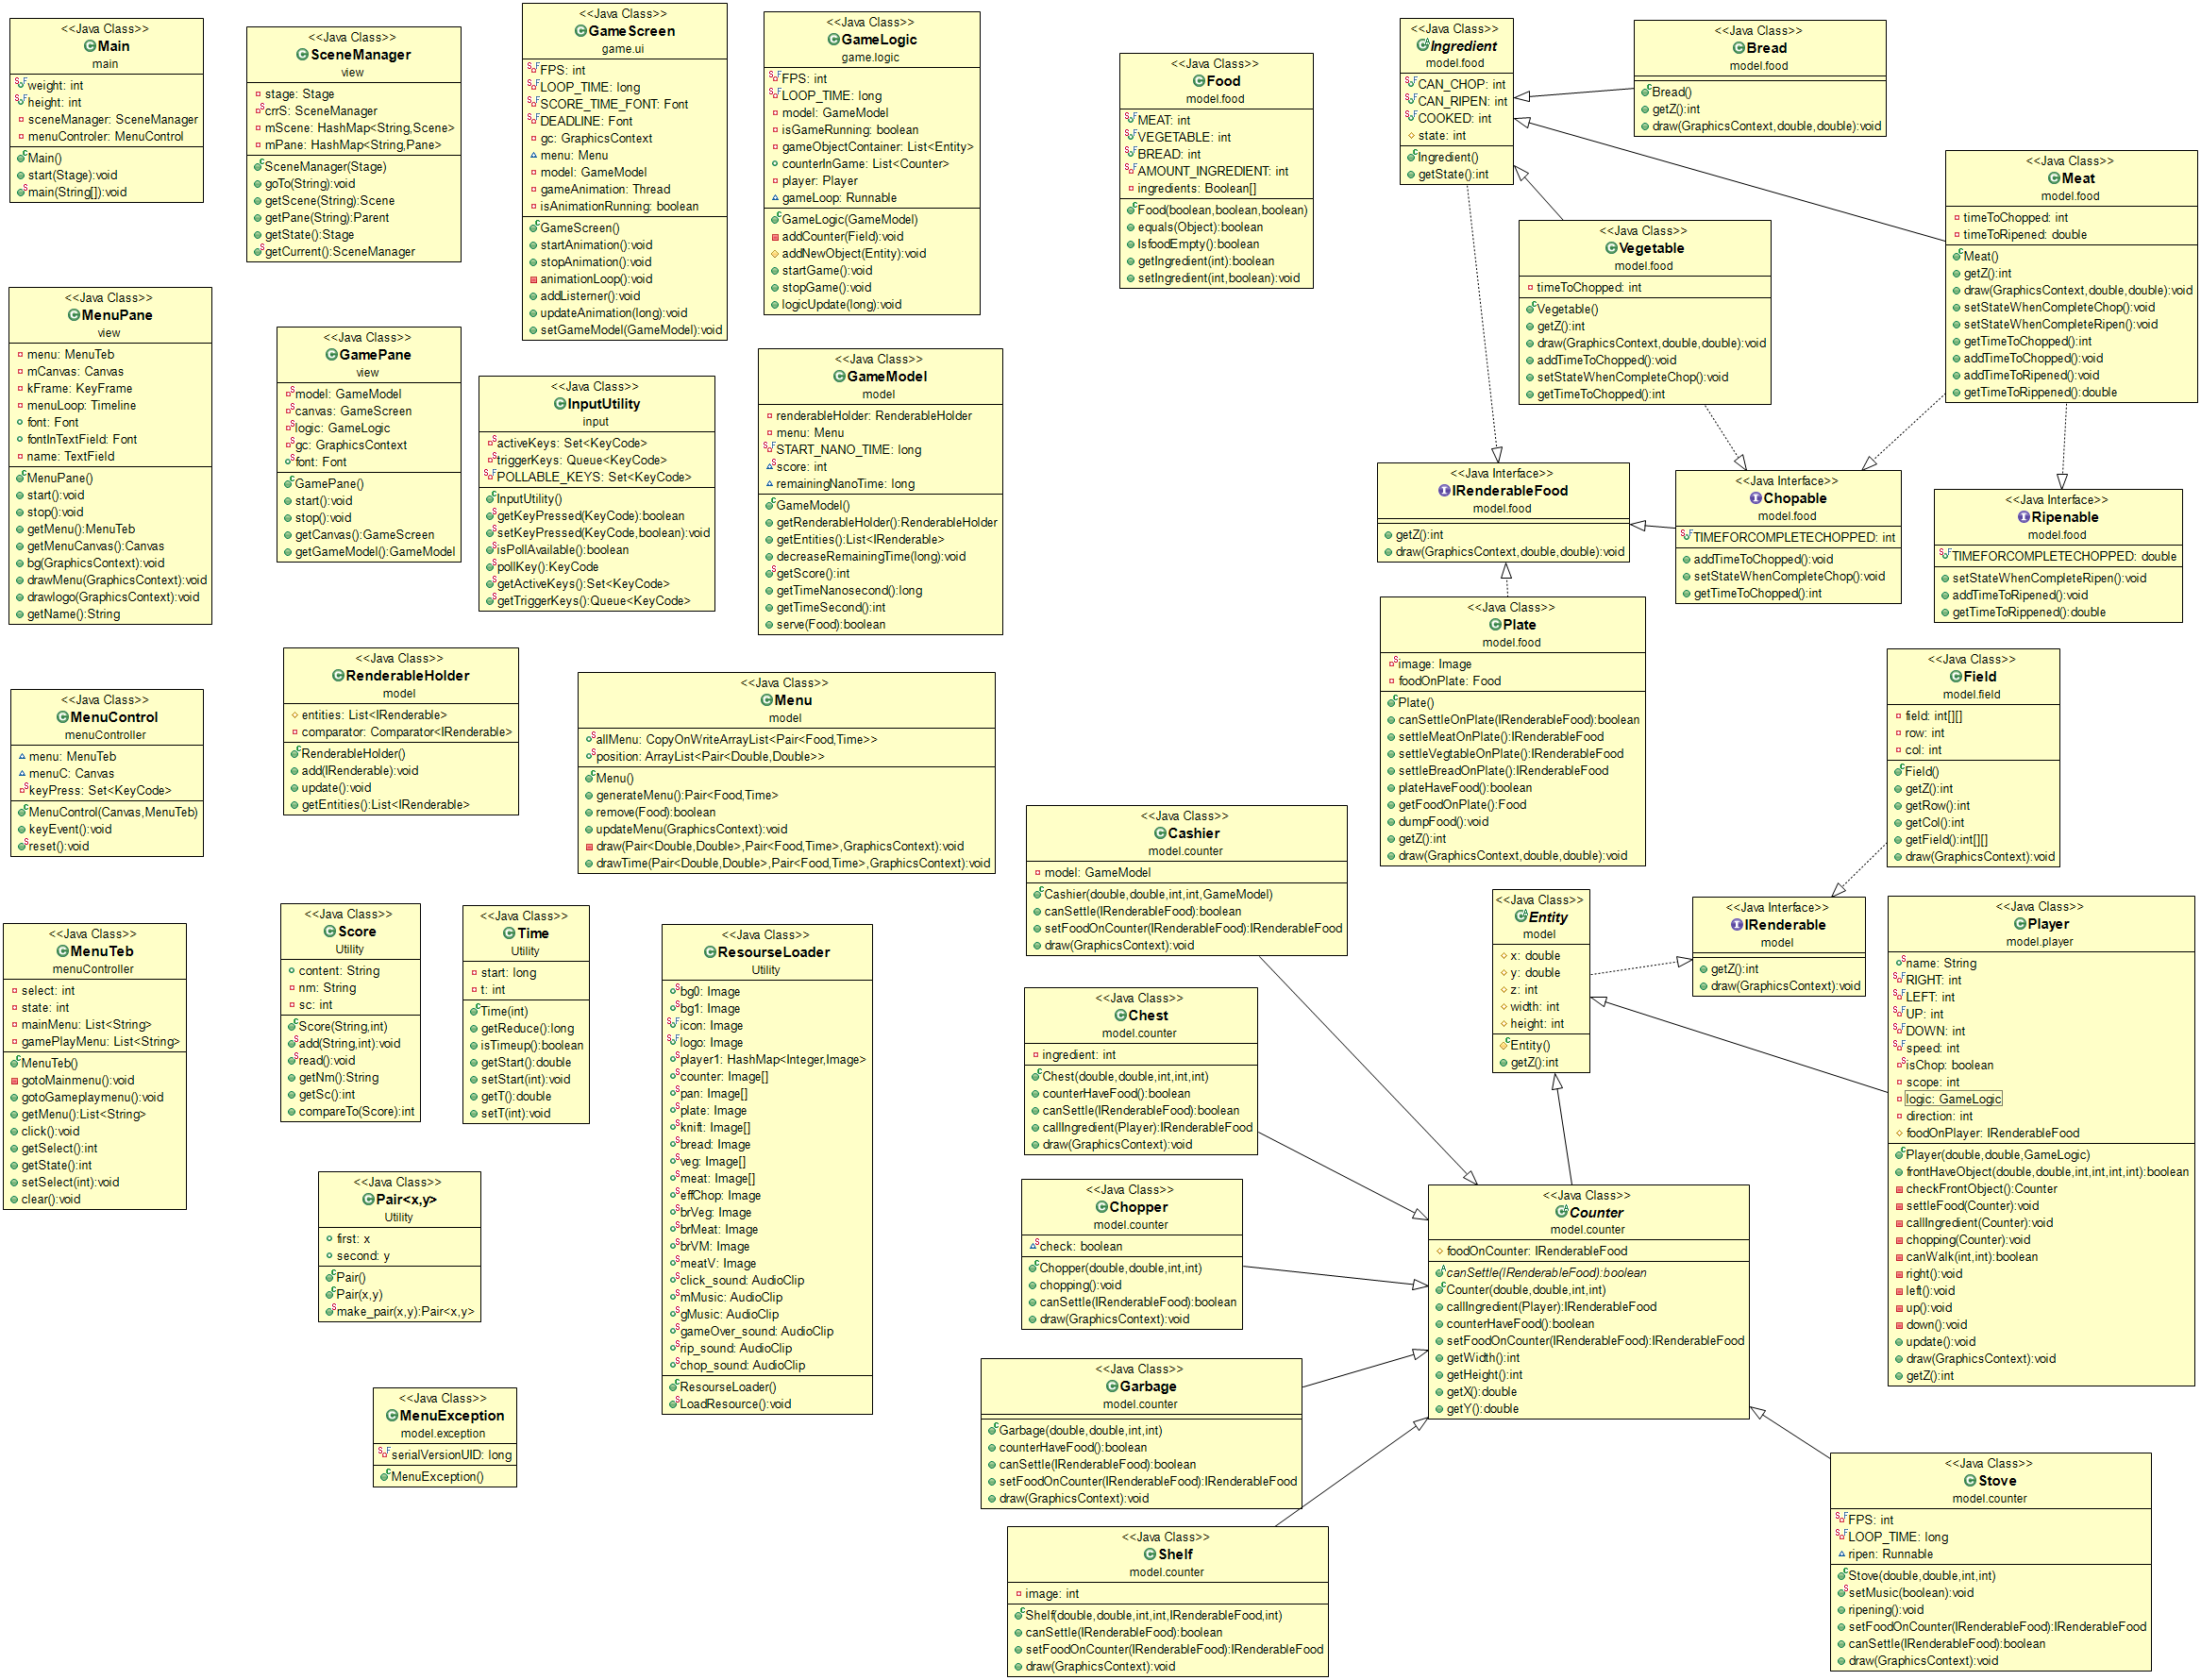 <<Java Class>>
Main
main
weight: int
height: int
sceneManager: SceneManager
menuControler: MenuControl
Main()
start(Stage):void
main(String[]):void
<<Java Class>>
SceneManager
view
stage: Stage
crrS: SceneManager
mScene: HashMap<String,Scene>
mPane: HashMap<String,Pane>
SceneManager(Stage)
goTo(String):void
getScene(String):Scene
getPane(String):Parent
getState():Stage
getCurrent():SceneManager
<<Java Class>>
GameScreen
game.ui
FPS: int
LOOP_TIME: long
SCORE_TIME_FONT: Font
DEADLINE: Font
gc: GraphicsContext
menu: Menu
model: GameModel
gameAnimation: Thread
isAnimationRunning: boolean
GameScreen()
startAnimation():void
stopAnimation():void
animationLoop():void
addListerner():void
updateAnimation(long):void
setGameModel(GameModel):void
<<Java Class>>
GameLogic
game.logic
FPS: int
LOOP_TIME: long
model: GameModel
isGameRunning: boolean
gameObjectContainer: List<Entity>
counterInGame: List<Counter>
player: Player
gameLoop: Runnable
GameLogic(GameModel)
addCounter(Field):void
addNewObject(Entity):void
startGame():void
stopGame():void
logicUpdate(long):void
<<Java Class>>
Food
model.food
MEAT: int
VEGETABLE: int
BREAD: int
AMOUNT_INGREDIENT: int
ingredients: Boolean[]
Food(boolean,boolean,boolean)
equals(Object):boolean
IsfoodEmpty():boolean
getIngredient(int):boolean
setIngredient(int,boolean):void
<<Java Class>>
Ingredient
model.food
CAN_CHOP: int
CAN_RIPEN: int
COOKED: int
state: int
Ingredient()
getState():int
<<Java Class>>
Bread
model.food
Bread()
getZ():int
draw(GraphicsContext,double,double):void
<<Java Class>>
Meat
model.food
timeToChopped: int
timeToRipened: double
Meat()
getZ():int
draw(GraphicsContext,double,double):void
setStateWhenCompleteChop():void
setStateWhenCompleteRipen():void
getTimeToChopped():int
addTimeToChopped():void
addTimeToRipened():void
getTimeToRippened():double
<<Java Class>>
Vegetable
model.food
timeToChopped: int
Vegetable()
getZ():int
draw(GraphicsContext,double,double):void
addTimeToChopped():void
setStateWhenCompleteChop():void
getTimeToChopped():int
<<Java Class>>
MenuPane
view
menu: MenuTeb
mCanvas: Canvas
kFrame: KeyFrame
menuLoop: Timeline
font: Font
fontInTextField: Font
name: TextField
MenuPane()
start():void
stop():void
getMenu():MenuTeb
getMenuCanvas():Canvas
bg(GraphicsContext):void
drawMenu(GraphicsContext):void
drawlogo(GraphicsContext):void
getName():String
<<Java Class>>
GamePane
view
model: GameModel
canvas: GameScreen
logic: GameLogic
gc: GraphicsContext
font: Font
GamePane()
start():void
stop():void
getCanvas():GameScreen
getGameModel():GameModel
<<Java Class>>
InputUtility
input
activeKeys: Set<KeyCode>
triggerKeys: Queue<KeyCode>
POLLABLE_KEYS: Set<KeyCode>
InputUtility()
getKeyPressed(KeyCode):boolean
setKeyPressed(KeyCode,boolean):void
isPollAvailable():boolean
pollKey():KeyCode
getActiveKeys():Set<KeyCode>
getTriggerKeys():Queue<KeyCode>
<<Java Class>>
GameModel
model
renderableHolder: RenderableHolder
menu: Menu
START_NANO_TIME: long
score: int
remainingNanoTime: long
GameModel()
getRenderableHolder():RenderableHolder
getEntities():List<IRenderable>
decreaseRemainingTime(long):void
getScore():int
getTimeNanosecond():long
getTimeSecond():int
serve(Food):boolean
<<Java Interface>>
IRenderableFood
model.food
getZ():int
draw(GraphicsContext,double,double):void
<<Java Interface>>
Chopable
model.food
TIMEFORCOMPLETECHOPPED: int
addTimeToChopped():void
setStateWhenCompleteChop():void
getTimeToChopped():int
<<Java Interface>>
Ripenable
model.food
TIMEFORCOMPLETECHOPPED: double
setStateWhenCompleteRipen():void
addTimeToRipened():void
getTimeToRippened():double
<<Java Class>>
Plate
model.food
image: Image
foodOnPlate: Food
Plate()
canSettleOnPlate(IRenderableFood):boolean
settleMeatOnPlate():IRenderableFood
settleVegtableOnPlate():IRenderableFood
settleBreadOnPlate():IRenderableFood
plateHaveFood():boolean
getFoodOnPlate():Food
dumpFood():void
getZ():int
draw(GraphicsContext,double,double):void
<<Java Class>>
Field
model.field
field: int[][]
row: int
col: int
Field()
getZ():int
getRow():int
getCol():int
getField():int[][]
draw(GraphicsContext):void
<<Java Class>>
MenuControl
menuController
menu: MenuTeb
menuC: Canvas
keyPress: Set<KeyCode>
MenuControl(Canvas,MenuTeb)
keyEvent():void
reset():void
<<Java Class>>
RenderableHolder
model
entities: List<IRenderable>
comparator: Comparator<IRenderable>
RenderableHolder()
add(IRenderable):void
update():void
getEntities():List<IRenderable>
<<Java Class>>
Menu
model
allMenu: CopyOnWriteArrayList<Pair<Food,Time>>
position: ArrayList<Pair<Double,Double>>
Menu()
generateMenu():Pair<Food,Time>
remove(Food):boolean
updateMenu(GraphicsContext):void
draw(Pair<Double,Double>,Pair<Food,Time>,GraphicsContext):void
drawTime(Pair<Double,Double>,Pair<Food,Time>,GraphicsContext):void
<<Java Class>>
Cashier
model.counter
model: GameModel
Cashier(double,double,int,int,GameModel)
canSettle(IRenderableFood):boolean
setFoodOnCounter(IRenderableFood):IRenderableFood
draw(GraphicsContext):void
<<Java Class>>
Entity
model
x: double
y: double
z: int
width: int
height: int
Entity()
getZ():int
<<Java Interface>>
IRenderable
model
getZ():int
draw(GraphicsContext):void
<<Java Class>>
Player
model.player
name: String
RIGHT: int
LEFT: int
UP: int
DOWN: int
speed: int
isChop: boolean
scope: int
logic: GameLogic
direction: int
foodOnPlayer: IRenderableFood
Player(double,double,GameLogic)
frontHaveObject(double,double,int,int,int,int):boolean
checkFrontObject():Counter
settleFood(Counter):void
callIngredient(Counter):void
chopping(Counter):void
canWalk(int,int):boolean
right():void
left():void
up():void
down():void
update():void
draw(GraphicsContext):void
getZ():int
<<Java Class>>
MenuTeb
menuController
select: int
state: int
mainMenu: List<String>
gamePlayMenu: List<String>
MenuTeb()
gotoMainmenu():void
gotoGameplaymenu():void
getMenu():List<String>
click():void
getSelect():int
getState():int
setSelect(int):void
clear():void
<<Java Class>>
Score
Utility
content: String
nm: String
sc: int
Score(String,int)
add(String,int):void
read():void
getNm():String
getSc():int
compareTo(Score):int
<<Java Class>>
Time
Utility
start: long
t: int
Time(int)
getReduce():long
isTimeup():boolean
getStart():double
setStart(int):void
getT():double
setT(int):void
<<Java Class>>
ResourseLoader
Utility
bg0: Image
bg1: Image
icon: Image
logo: Image
player1: HashMap<Integer,Image>
counter: Image[]
pan: Image[]
plate: Image
knift: Image[]
bread: Image
veg: Image[]
meat: Image[]
effChop: Image
brVeg: Image
brMeat: Image
brVM: Image
meatV: Image
click_sound: AudioClip
mMusic: AudioClip
gMusic: AudioClip
gameOver_sound: AudioClip
rip_sound: AudioClip
chop_sound: AudioClip
ResourseLoader()
LoadResource():void
<<Java Class>>
Chest
model.counter
ingredient: int
Chest(double,double,int,int,int)
counterHaveFood():boolean
canSettle(IRenderableFood):boolean
callIngredient(Player):IRenderableFood
draw(GraphicsContext):void
<<Java Class>>
Pair<x,y>
Utility
first: x
second: y
Pair()
Pair(x,y)
make_pair(x,y):Pair<x,y>
<<Java Class>>
Chopper
model.counter
check: boolean
Chopper(double,double,int,int)
chopping():void
canSettle(IRenderableFood):boolean
draw(GraphicsContext):void
<<Java Class>>
Counter
model.counter
foodOnCounter: IRenderableFood
canSettle(IRenderableFood):boolean
Counter(double,double,int,int)
callIngredient(Player):IRenderableFood
counterHaveFood():boolean
setFoodOnCounter(IRenderableFood):IRenderableFood
getWidth():int
getHeight():int
getX():double
getY():double
<<Java Class>>
MenuException
model.exception
serialVersionUID: long
MenuException()
<<Java Class>>
Garbage
model.counter
Garbage(double,double,int,int)
counterHaveFood():boolean
canSettle(IRenderableFood):boolean
setFoodOnCounter(IRenderableFood):IRenderableFood
draw(GraphicsContext):void
<<Java Class>>
Shelf
model.counter
image: int
Shelf(double,double,int,int,IRenderableFood,int)
canSettle(IRenderableFood):boolean
setFoodOnCounter(IRenderableFood):IRenderableFood
draw(GraphicsContext):void
<<Java Class>>
Stove
model.counter
FPS: int
LOOP_TIME: long
ripen: Runnable
Stove(double,double,int,int)
setMusic(boolean):void
ripening():void
setFoodOnCounter(IRenderableFood):IRenderableFood
canSettle(IRenderableFood):boolean
draw(GraphicsContext):void